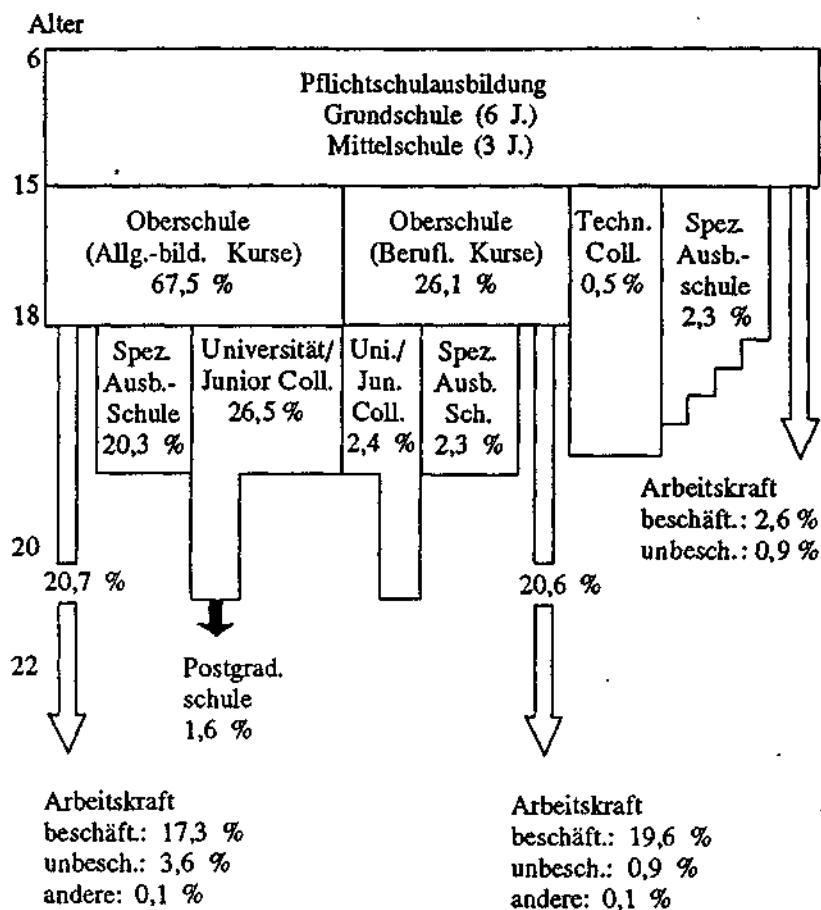 Alter
6
Pflichtschulausbildung
Grundschule (6 J.)
Mittelschule (3 J.)
15
Oberschule
(Allg.-bild. Kurse)
67,5 %
Oberschule
(Berufl. Kurse)
26,1 %
Techn.
Coll.
0,5 %
Spez.
Ausb.-
schule
2,3 %
18
Spez.
Ausb.-
Schule
20,3 %
Universität/
Junior Coll.
26,5 %
Uni./
Jun.
Coll.
2,4 %
Spez.
Ausb.
Sch.
2,3 %
Arbeitskraft
beschäft.: 2,6 %
unbesch.: 0,9 %
20
20,7 %
20,6 %
22
Postgrad.
schule
1,6 %
Arbeitskraft
beschäft.: 17,3 %
unbesch.: 3,6 %
andere: 0,1 %
Arbeitskraft
beschäft.: 19,6 %
unbesch.: 0,9 %
andere: 0,1 %